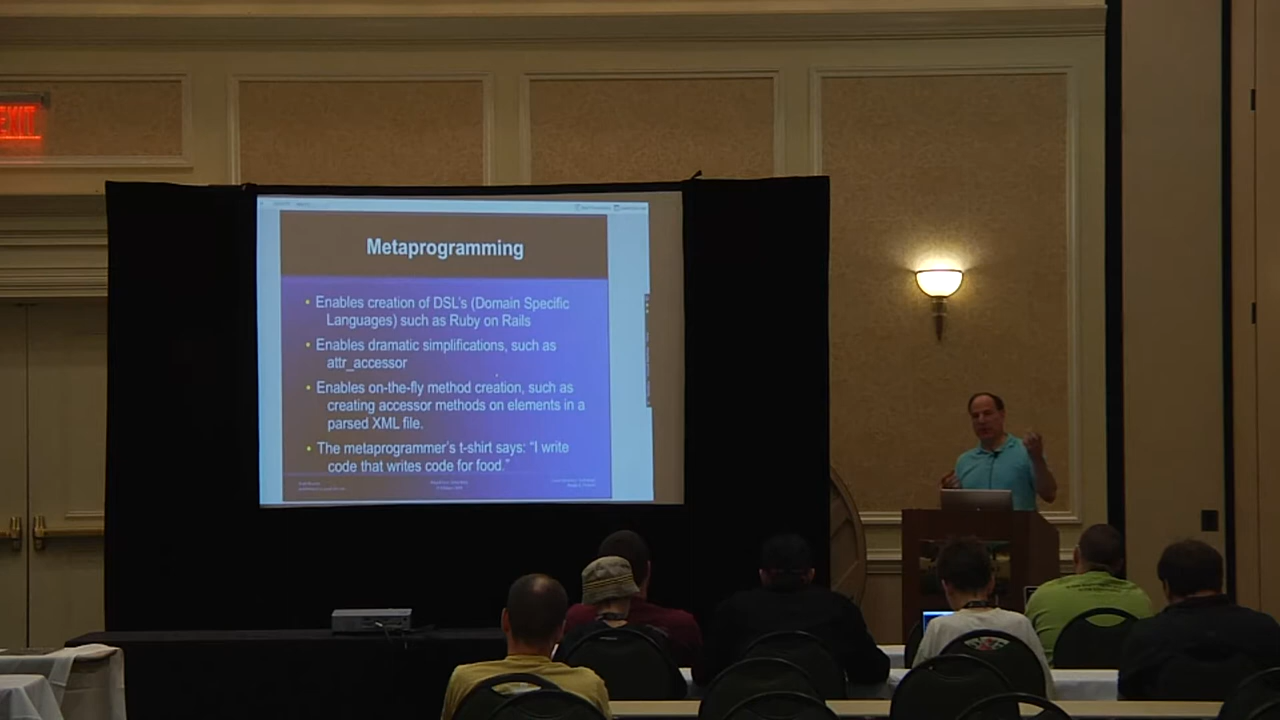 EXIT
Metaprogramming
• Enables creation of DSL's (Domain Specific
Languages) such as Ruby on Rails
• Enables dramatic simplifications, such as
attr_accessor
• Enables on-the-fly method creation, such as
creating accessor methods on elements in a
parsed XML file.
• The metaprogrammer's t-shirt says: "I write
code that writes code for food."